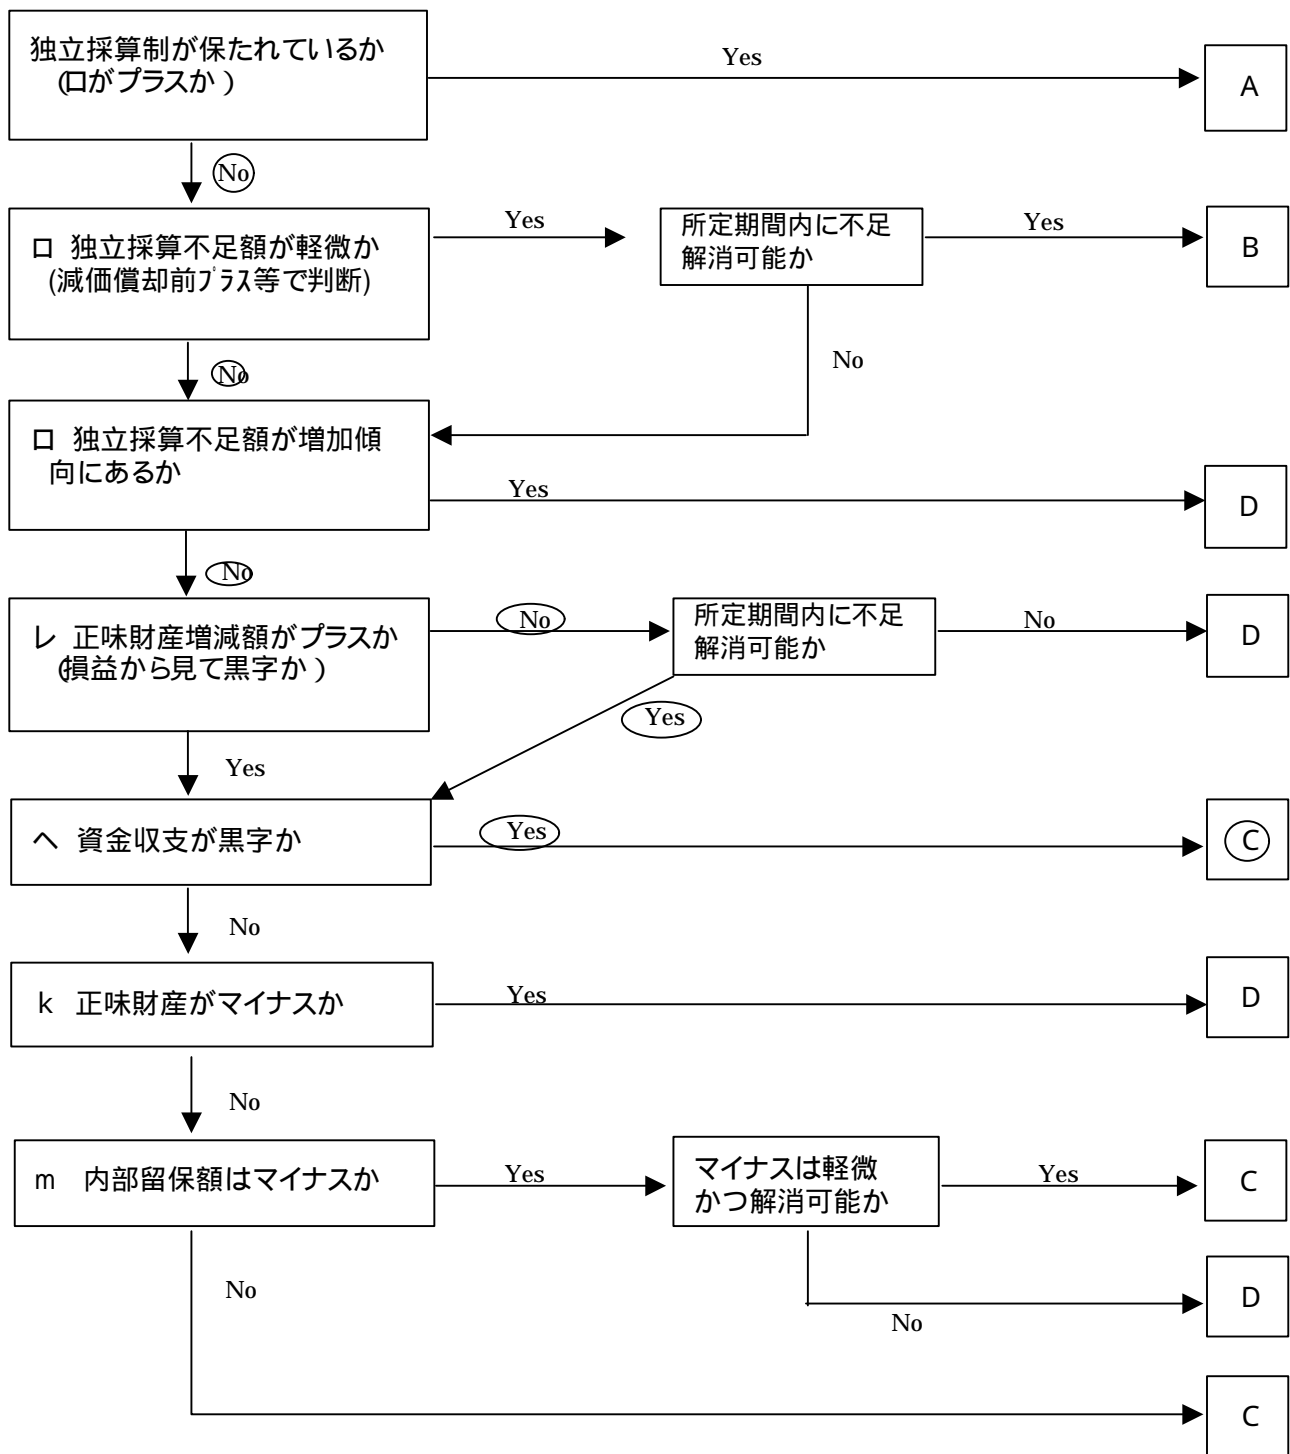 独立採算制が保たれているか
(ロがプラスか)
Yes
A
No
ロ 独立採算不足額が軽微か
(減価償却前プラス等で判断)
Yes
所定期間内に不足
解消可能か
Yes
B
No
No
ロ 独立採算不足額が増加傾
向にあるか
Yes
D
No
レ 正味財産増減額がプラスか
(損益から見て黒字か)
No
所定期間内に不足
解消可能か
No
D
Yes
Yes
ヘ 資金収支が黒字か
Yes
C
No
k 正味財産がマイナスか
Yes
D
No
m 内部留保額はマイナスか
Yes
マイナスは軽微
かつ解消可能か
Yes
C
No
No
D
C